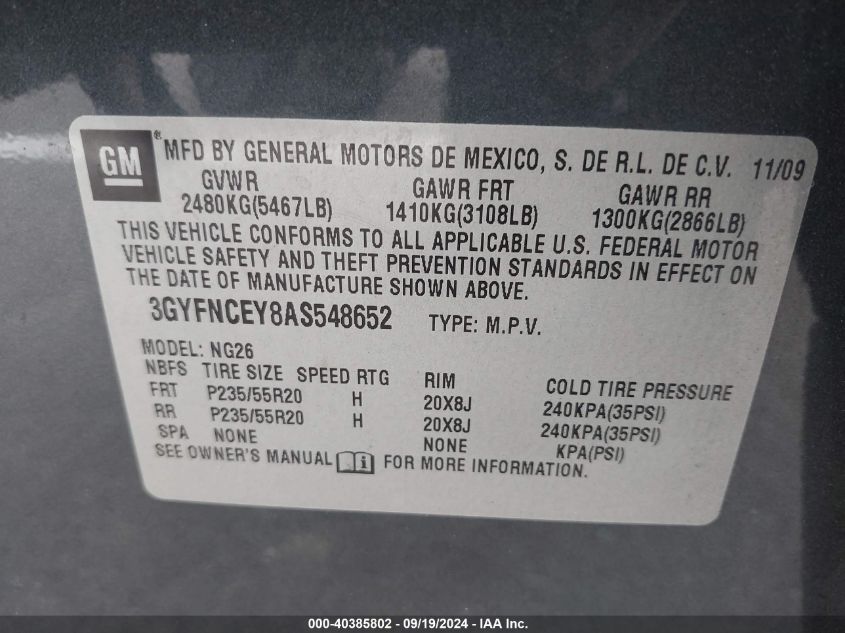 GM® MFD BY GENERAL MOTORS DE MEXICO, S. DE R.L. DE C.V. 11/09
GVWR GAWR FRT GAWR RR
2480KG(5467LB) 1410KG(3108LB) 1300KG(2866LB)
THIS VEHICLE CONFORMS TO ALL APPLICABLE U.S. FEDERAL MOTOR
VEHICLE SAFETY AND THEFT PREVENTION STANDARDS IN EFFECT ON
THE DATE OF MANUFACTURE SHOWN ABOVE.
3GYFNCEY8AS548652 TYPE: M.P.V.
MODEL: NG26
NBFS TIRE SIZE SPEED RTG RIM COLD TIRE PRESSURE
FRT P235/55R20 H 20X8J 240KPA(35PSI)
RR P235/55R20 H 20X8J 240KPA(35PSI)
SPA NONE NONE KPA(PSI)
SEE OWNER'S MANUAL i FOR MORE INFORMATION.
000-40385802 - 09/19/2024 - IAA Inc.